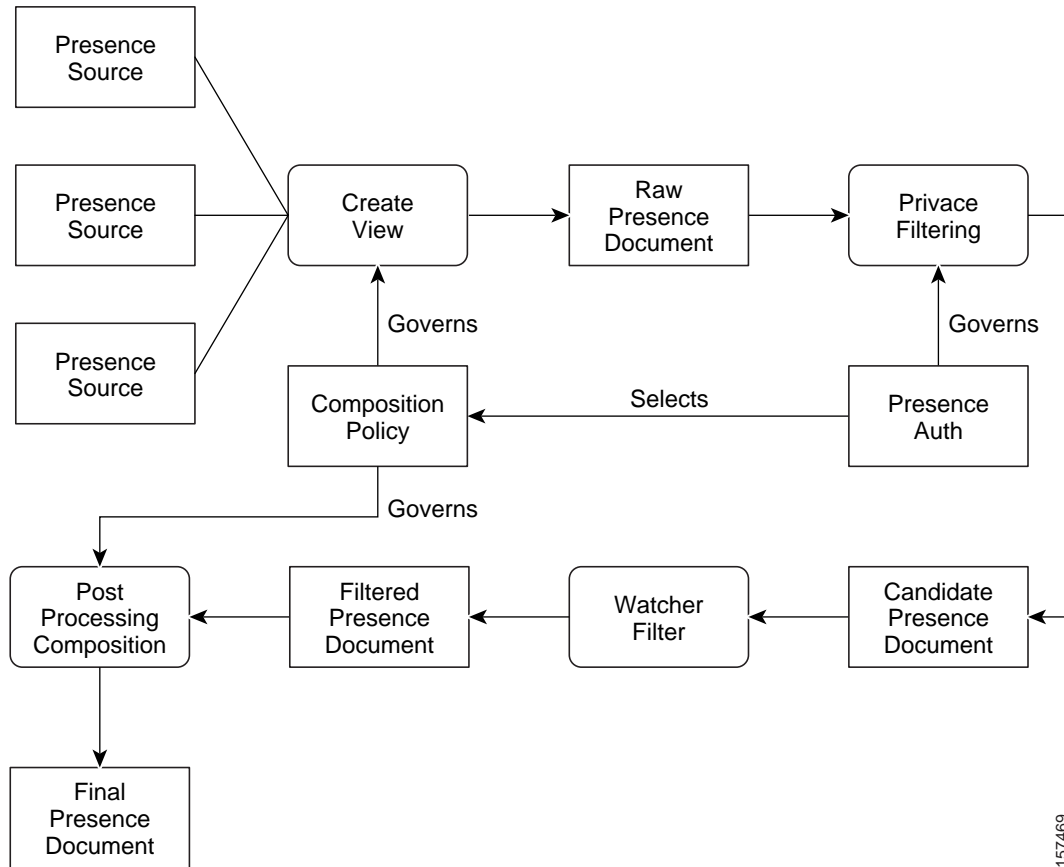 Presence
Source
Presence
Source
Create
View
Raw
Presence
Document
Privace
Filtering
Presence
Source
Governs
Governs
Composition
Policy
Selects
Presence
Auth
Governs
Post
Processing
Composition
Filtered
Presence
Document
Watcher
Filter
Candidate
Presence
Document
Final
Presence
Document
157469